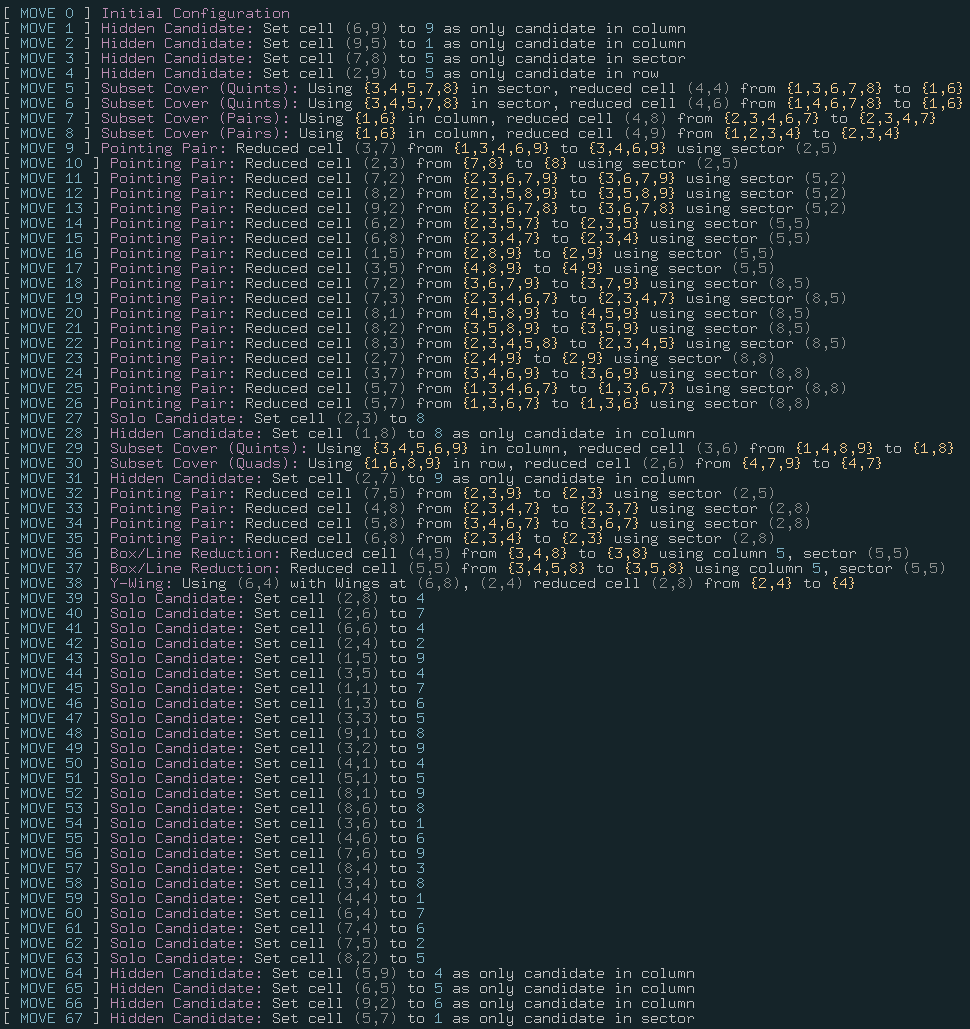 [ MOVE 0 ] Initial Configuration
[ MOVE 1 ] Hidden Candidate: Set cell (6,9) to 9 as only candidate in column
[ MOVE 2 ] Hidden Candidate: Set cell (9,5) to 1 as only candidate in column
[ MOVE 3 ] Hidden Candidate: Set cell (7,8) to 5 as only candidate in sector
[ MOVE 4 ] Hidden Candidate: Set cell (2,9) to 5 as only candidate in row
[ MOVE 5 ] Subset Cover (Quints): Using {3,4,5,7,8} in sector, reduced cell (4,4) from {1,3,6,7,8} to {1,6}
[ MOVE 6 ] Subset Cover (Quints): Using {3,4,5,7,8} in sector, reduced cell (4,6) from {1,4,6,7,8} to {1,6}
[ MOVE 7 ] Subset Cover (Pairs): Using {1,6} in column, reduced cell (4,8) from {2,3,4,6,7} to {2,3,4,7}
[ MOVE 8 ] Subset Cover (Pairs): Using {1,6} in column, reduced cell (4,9) from {1,2,3,4} to {2,3,4}
[ MOVE 9 ] Pointing Pair: Reduced cell (3,7) from {1,3,4,6,9} to {3,4,6,9} using sector (2,5)
[ MOVE 10 ] Pointing Pair: Reduced cell (2,3) from {7,8} to {8} using sector (2,5)
[ MOVE 11 ] Pointing Pair: Reduced cell (7,2) from {2,3,6,7,9} to {3,6,7,9} using sector (5,2)
[ MOVE 12 ] Pointing Pair: Reduced cell (8,2) from {2,3,5,8,9} to {3,5,8,9} using sector (5,2)
[ MOVE 13 ] Pointing Pair: Reduced cell (9,2) from {2,3,6,7,8} to {3,6,7,8} using sector (5,2)
[ MOVE 14 ] Pointing Pair: Reduced cell (6,2) from {2,3,5,7} to {2,3,5} using sector (5,5)
[ MOVE 15 ] Pointing Pair: Reduced cell (6,8) from {2,3,4,7} to {2,3,4} using sector (5,5)
[ MOVE 16 ] Pointing Pair: Reduced cell (1,5) from {2,8,9} to {2,9} using sector (5,5)
[ MOVE 17 ] Pointing Pair: Reduced cell (3,5) from {4,8,9} to {4,9} using sector (5,5)
[ MOVE 18 ] Pointing Pair: Reduced cell (7,2) from {3,6,7,9} to {3,7,9} using sector (8,5)
[ MOVE 19 ] Pointing Pair: Reduced cell (7,3) from {2,3,4,6,7} to {2,3,4,7} using sector (8,5)
[ MOVE 20 ] Pointing Pair: Reduced cell (8,1) from {4,5,8,9} to {4,5,9} using sector (8,5)
[ MOVE 21 ] Pointing Pair: Reduced cell (8,2) from {3,5,8,9} to {3,5,9} using sector (8,5)
[ MOVE 22 ] Pointing Pair: Reduced cell (8,3) from {2,3,4,5,8} to {2,3,4,5} using sector (8,5)
[ MOVE 23 ] Pointing Pair: Reduced cell (2,7) from {2,4,9} to {2,9} using sector (8,8)
[ MOVE 24 ] Pointing Pair: Reduced cell (3,7) from {3,4,6,9} to {3,6,9} using sector (8,8)
[ MOVE 25 ] Pointing Pair: Reduced cell (5,7) from {1,3,4,6,7} to {1,3,6,7} using sector (8,8)
[ MOVE 26 ] Pointing Pair: Reduced cell (5,7) from {1,3,6,7} to {1,3,6} using sector (8,8)
[ MOVE 27 ] Solo Candidate: Set cell (2,3) to 8
[ MOVE 28 ] Hidden Candidate: Set cell (1,8) to 8 as only candidate in column
[ MOVE 29 ] Subset Cover (Quints): Using {3,4,5,6,9} in column, reduced cell (3,6) from {1,4,8,9} to {1,8}
[ MOVE 30 ] Subset Cover (Quads): Using {1,6,8,9} in row, reduced cell (2,6) from {4,7,9} to {4,7}
[ MOVE 31 ] Hidden Candidate: Set cell (2,7) to 9 as only candidate in column
[ MOVE 32 ] Pointing Pair: Reduced cell (7,5) from {2,3,9} to {2,3} using sector (2,5)
[ MOVE 33 ] Pointing Pair: Reduced cell (4,8) from {2,3,4,7} to {2,3,7} using sector (2,8)
[ MOVE 34 ] Pointing Pair: Reduced cell (5,8) from {3,4,6,7} to {3,6,7} using sector (2,8)
[ MOVE 35 ] Pointing Pair: Reduced cell (6,8) from {2,3,4} to {2,3} using sector (2,8)
[ MOVE 36 ] Box/Line Reduction: Reduced cell (4,5) from {3,4,8} to {3,8} using column 5, sector (5,5)
[ MOVE 37 ] Box/Line Reduction: Reduced cell (5,5) from {3,4,5,8} to {3,5,8} using column 5, sector (5,5)
[ MOVE 38 ] Y-Wing: Using (6,4) with Wings at (6,8), (2,4) reduced cell (2,8) from {2,4} to {4}
[ MOVE 39 ] Solo Candidate: Set cell (2,8) to 4
[ MOVE 40 ] Solo Candidate: Set cell (2,6) to 7
[ MOVE 41 ] Solo Candidate: Set cell (6,6) to 4
[ MOVE 42 ] Solo Candidate: Set cell (2,4) to 2
[ MOVE 43 ] Solo Candidate: Set cell (1,5) to 9
[ MOVE 44 ] Solo Candidate: Set cell (3,5) to 4
[ MOVE 45 ] Solo Candidate: Set cell (1,1) to 7
[ MOVE 46 ] Solo Candidate: Set cell (1,3) to 6
[ MOVE 47 ] Solo Candidate: Set cell (3,3) to 5
[ MOVE 48 ] Solo Candidate: Set cell (9,1) to 8
[ MOVE 49 ] Solo Candidate: Set cell (3,2) to 9
[ MOVE 50 ] Solo Candidate: Set cell (4,1) to 4
[ MOVE 51 ] Solo Candidate: Set cell (5,1) to 5
[ MOVE 52 ] Solo Candidate: Set cell (8,1) to 9
[ MOVE 53 ] Solo Candidate: Set cell (8,6) to 8
[ MOVE 54 ] Solo Candidate: Set cell (3,6) to 1
[ MOVE 55 ] Solo Candidate: Set cell (4,6) to 6
[ MOVE 56 ] Solo Candidate: Set cell (7,6) to 9
[ MOVE 57 ] Solo Candidate: Set cell (8,4) to 3
[ MOVE 58 ] Solo Candidate: Set cell (3,4) to 8
[ MOVE 59 ] Solo Candidate: Set cell (4,4) to 1
[ MOVE 60 ] Solo Candidate: Set cell (6,4) to 7
[ MOVE 61 ] Solo Candidate: Set cell (7,4) to 6
[ MOVE 62 ] Solo Candidate: Set cell (7,5) to 2
[ MOVE 63 ] Solo Candidate: Set cell (8,2) to 5
[ MOVE 64 ] Hidden Candidate: Set cell (5,9) to 4 as only candidate in column
[ MOVE 65 ] Hidden Candidate: Set cell (6,5) to 5 as only candidate in column
[ MOVE 66 ] Hidden Candidate: Set cell (9,2) to 6 as only candidate in column
[ MOVE 67 ] Hidden Candidate: Set cell (5,7) to 1 as only candidate in sector